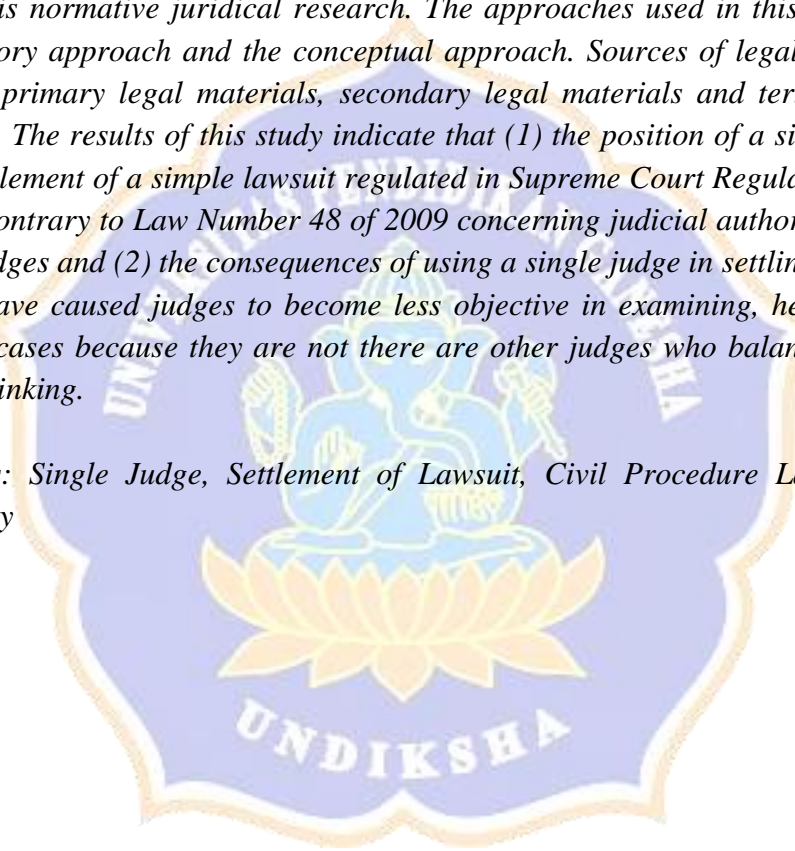 is normative juridical research. The approaches used in this
ory approach and the conceptual approach. Sources of legal
primary legal materials, secondary legal materials and ter
The results of this study indicate that (1) the position of a si
lement of a simple lawsuit regulated in Supreme Court Regula
ontrary to Law Number 48 of 2009 concerning judicial author
dges and (2) the consequences of using a single judge in settlin
ave caused judges to become less objective in examining, he
cases because they are not there are other judges who balan
inking.
: Single Judge, Settlement of Lawsuit, Civil Procedure L
y
UNIVERSITAS PENDIDIKAN GANESHA
UNDIKSHA